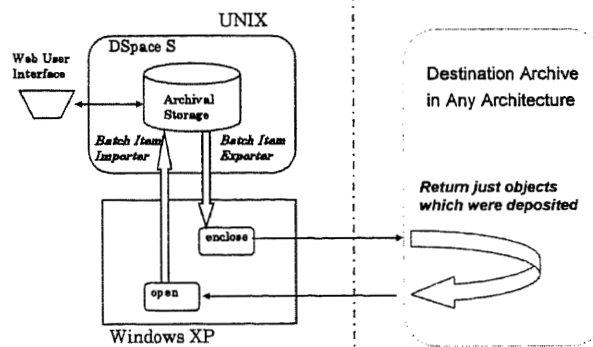 UNIX
DSpace S
Web User
Interface
Archival
Storage
Batch Item
Importer
Batch Item
Exporter
enclose
open
Windows XP
Destination Archive
in Any Architecture
Return just objects
which were deposited